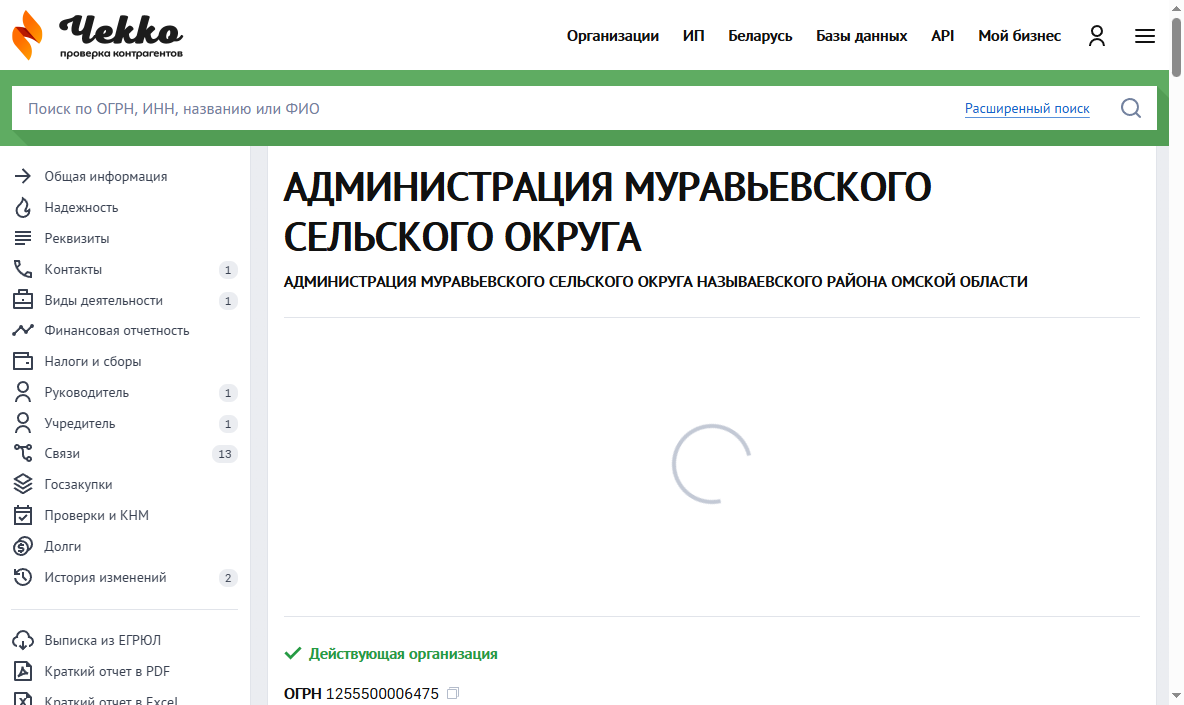 Чекко
проверка контрагентов
Организации ИП Беларусь Базы данных API Мой бизнес
Поиск по ОГРН, ИНН, названию или ФИО
Расширенный поиск
Общая информация
Надежность
Реквизиты
Контакты 1
Виды деятельности 1
Финансовая отчетность
Налоги и сборы
Руководитель 1
Учредитель 1
Связи 13
Госзакупки
Проверки и КНМ
Долги
История изменений 2
Выписка из ЕГРЮЛ
Краткий отчет в PDF
Краткий отчет в Excel
АДМИНИСТРАЦИЯ МУРАВЬЕВСКОГО
СЕЛЬСКОГО ОКРУГА
АДМИНИСТРАЦИЯ МУРАВЬЕВСКОГО СЕЛЬСКОГО ОКРУГА НАЗЫВАЕВСКОГО РАЙОНА ОМСКОЙ ОБЛАСТИ
Действующая организация
ОГРН 1255500006475